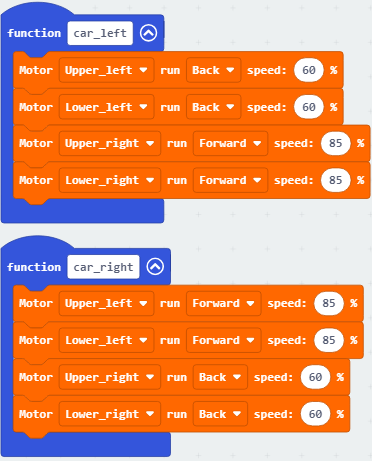 function car_left
Motor Upper_left run Back speed: 60 %
Motor Lower_left run Back speed: 60 %
Motor Upper_right run Forward speed: 85 %
Motor Lower_right run Forward speed: 85 %
function car_right
Motor Upper_left run Forward speed: 85 %
Motor Lower_left run Forward speed: 85 %
Motor Upper_right run Back speed: 60 %
Motor Lower_right run Back speed: 60 %